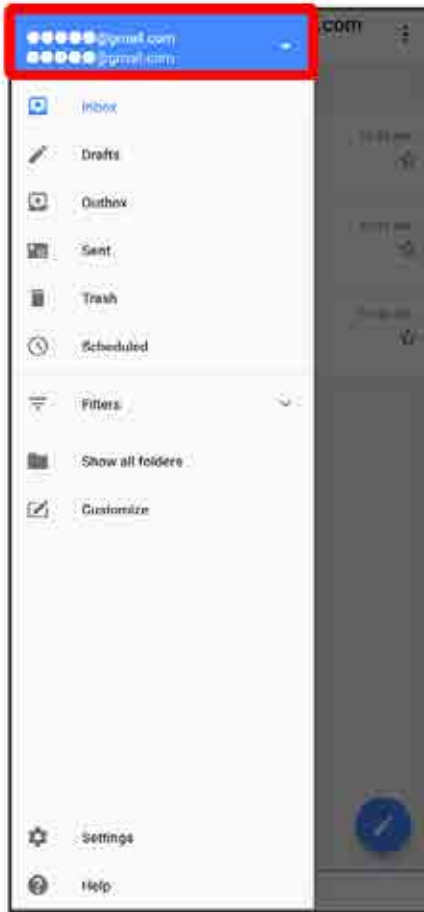 ●●●●●@gmail.com
●●●●●@gmail.com
com
Inbox
Drafts
Outbox
Sent
Trash
Scheduled
Filters
Show all folders
Customize
Settings
Help